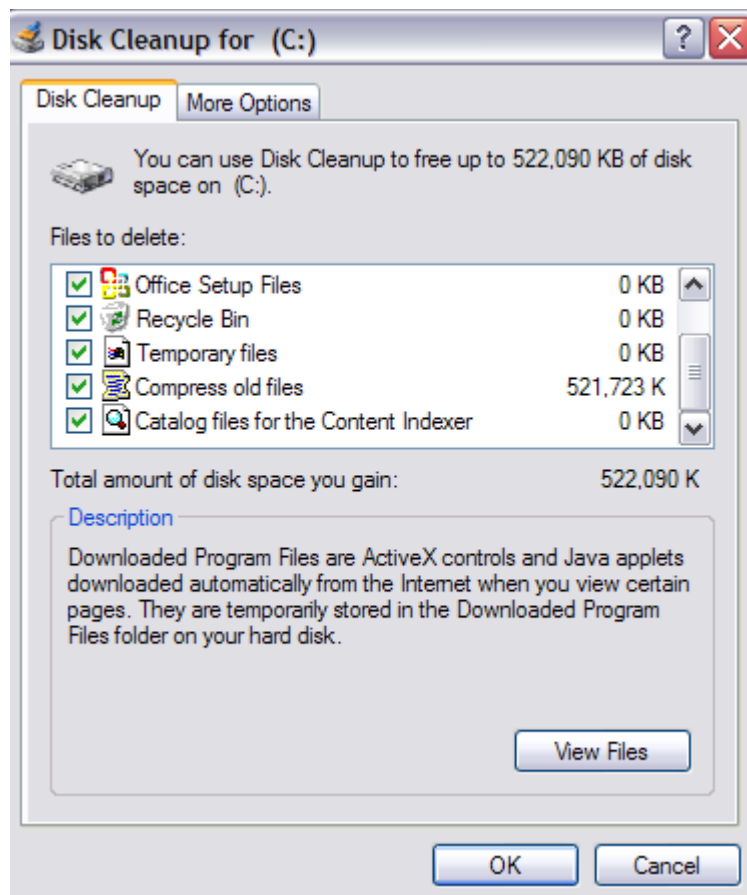 Disk Cleanup for (C:)
Disk Cleanup
More Options
You can use Disk Cleanup to free up to 522,090 KB of disk
space on (C:).
Files to delete:
Office Setup Files 0 KB
Recycle Bin 0 KB
Temporary files 0 KB
Compress old files 521,723 K
Catalog files for the Content Indexer 0 KB
Total amount of disk space you gain: 522,090 K
Description
Downloaded Program Files are ActiveX controls and Java applets
downloaded automatically from the Internet when you view certain
pages. They are temporarily stored in the Downloaded Program
Files folder on your hard disk.
View Files
OK Cancel